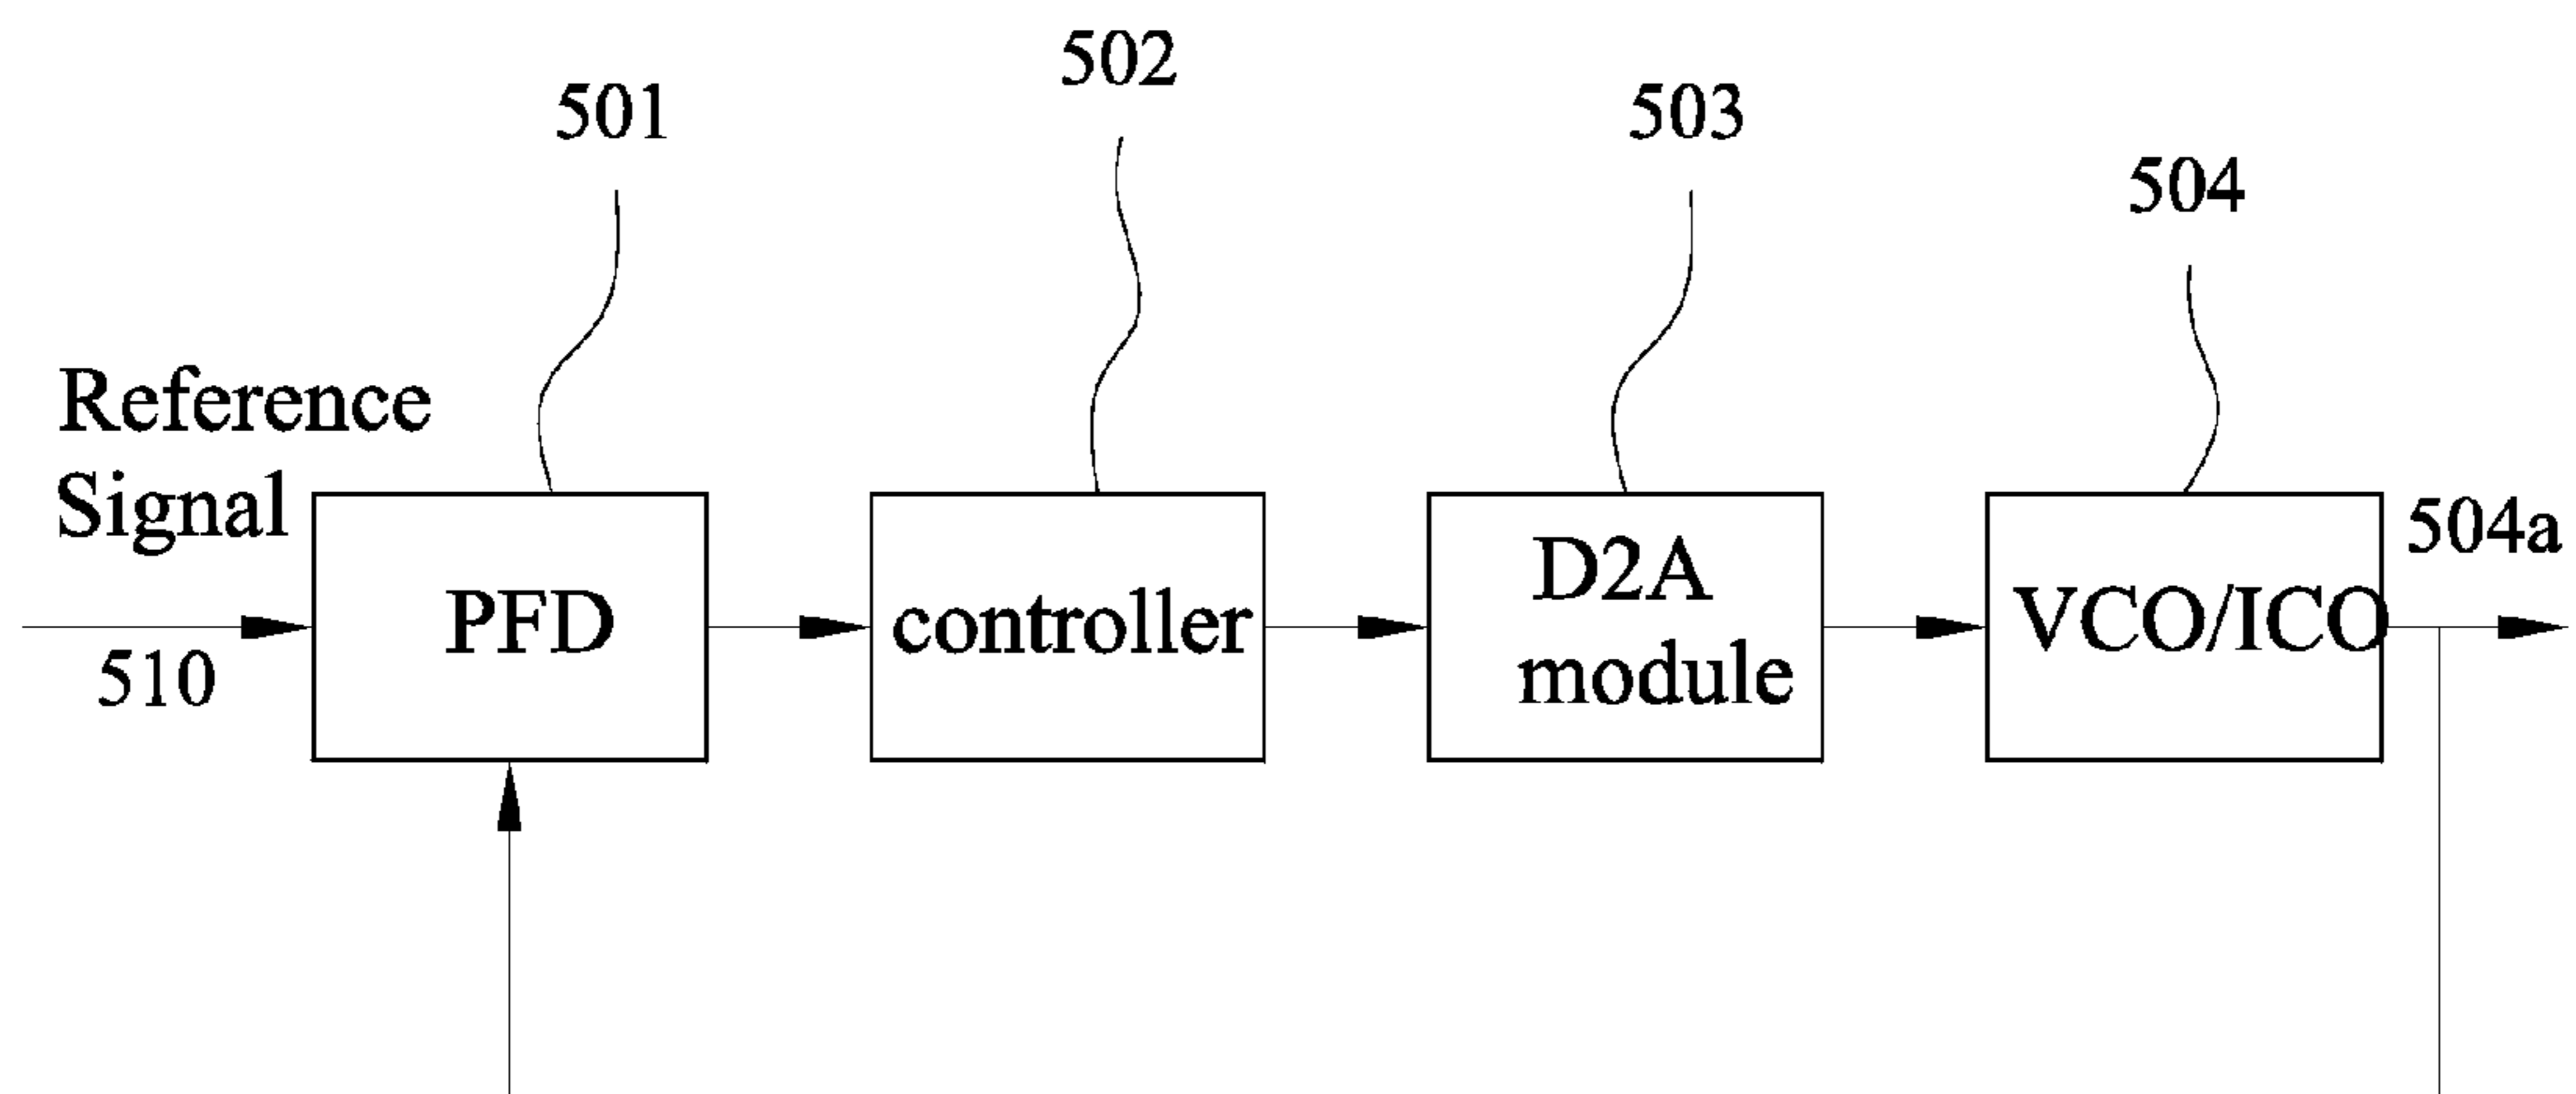 502
501
503
504
Reference
Signal
504a
D2A
PFD
controller
module
VCO/ICO
510